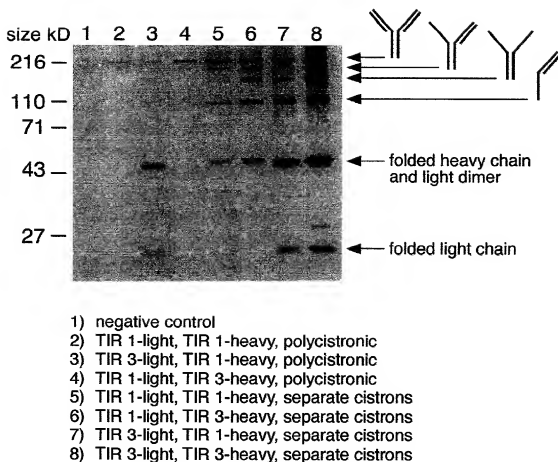 size kD 1 2 3 4 5 6 7 8
216
110
71
43
27
folded heavy chain
and light dimer
folded light chain
1) negative control
2) TIR 1-light, TIR 1-heavy, polycistronic
3) TIR 3-light, TIR 1-heavy, polycistronic
4) TIR 1-light, TIR 3-heavy, polycistronic
5) TIR 1-light, TIR 1-heavy, separate cistrons
6) TIR 1-light, TIR 3-heavy, separate cistrons
7) TIR 3-light, TIR 1-heavy, separate cistrons
8) TIR 3-light, TIR 3-heavy, separate cistrons